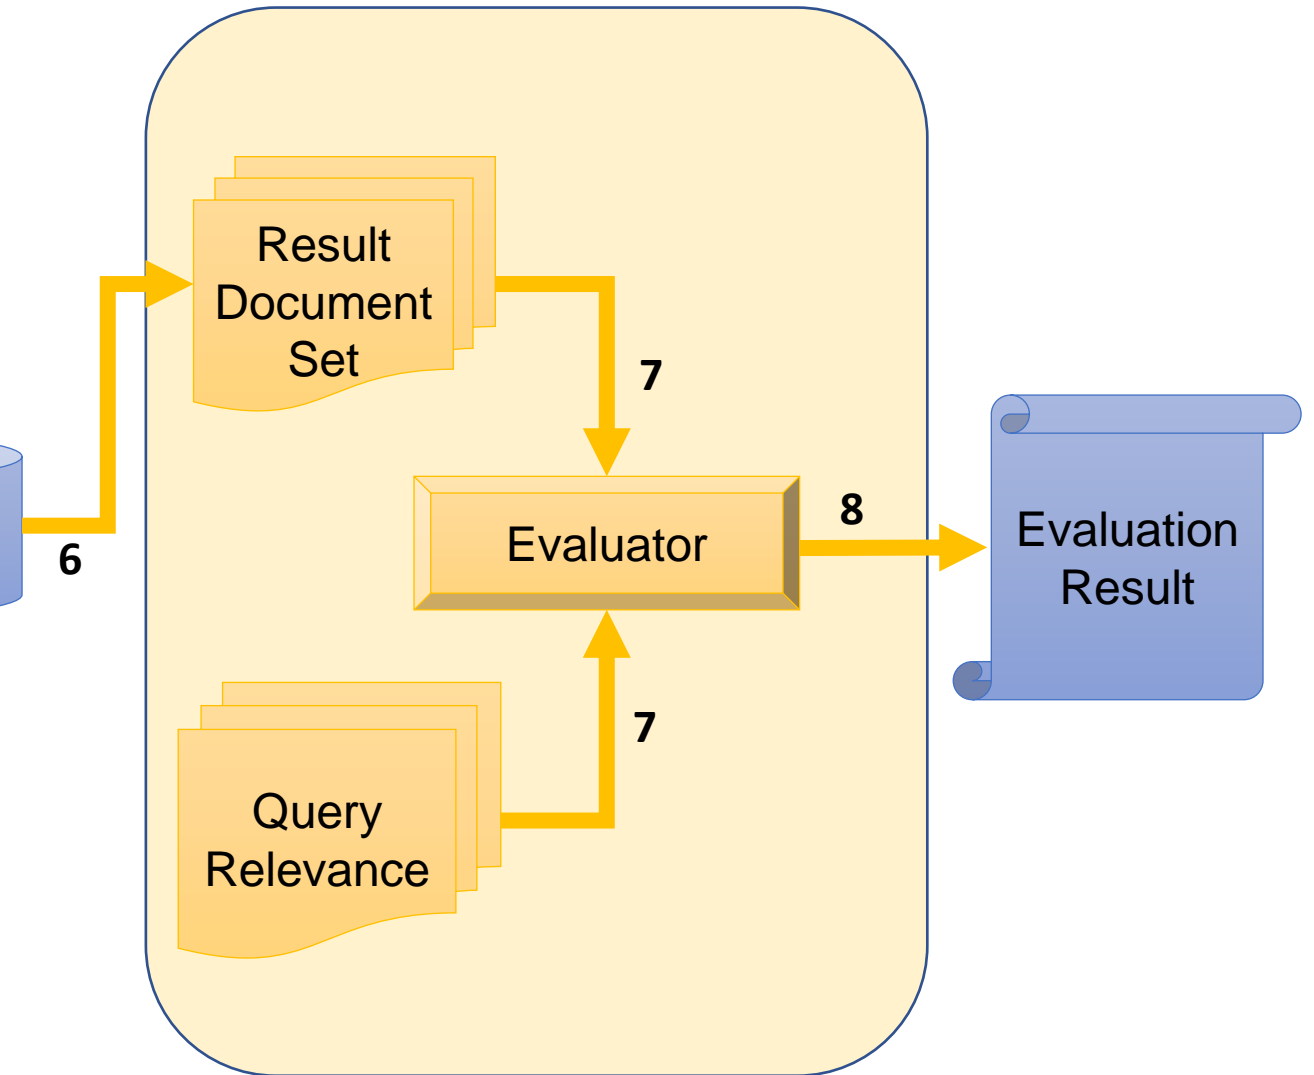 Result
Document
Set
7
6
Evaluator
8
Evaluation
Result
7
Query
Relevance